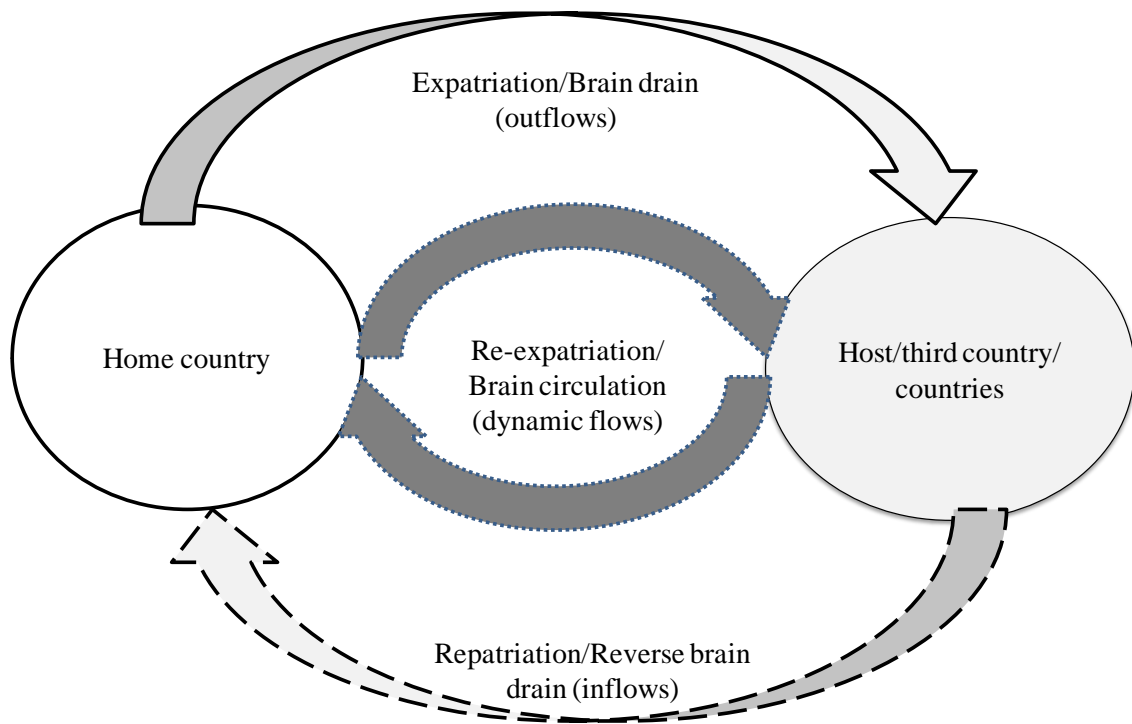 Expatriation/Brain drain
(outflows)
Home country
Re-expatriation/
Brain circulation
(dynamic flows)
Host/third country/
countries
Repatriation/Reverse brain
drain (inflows)